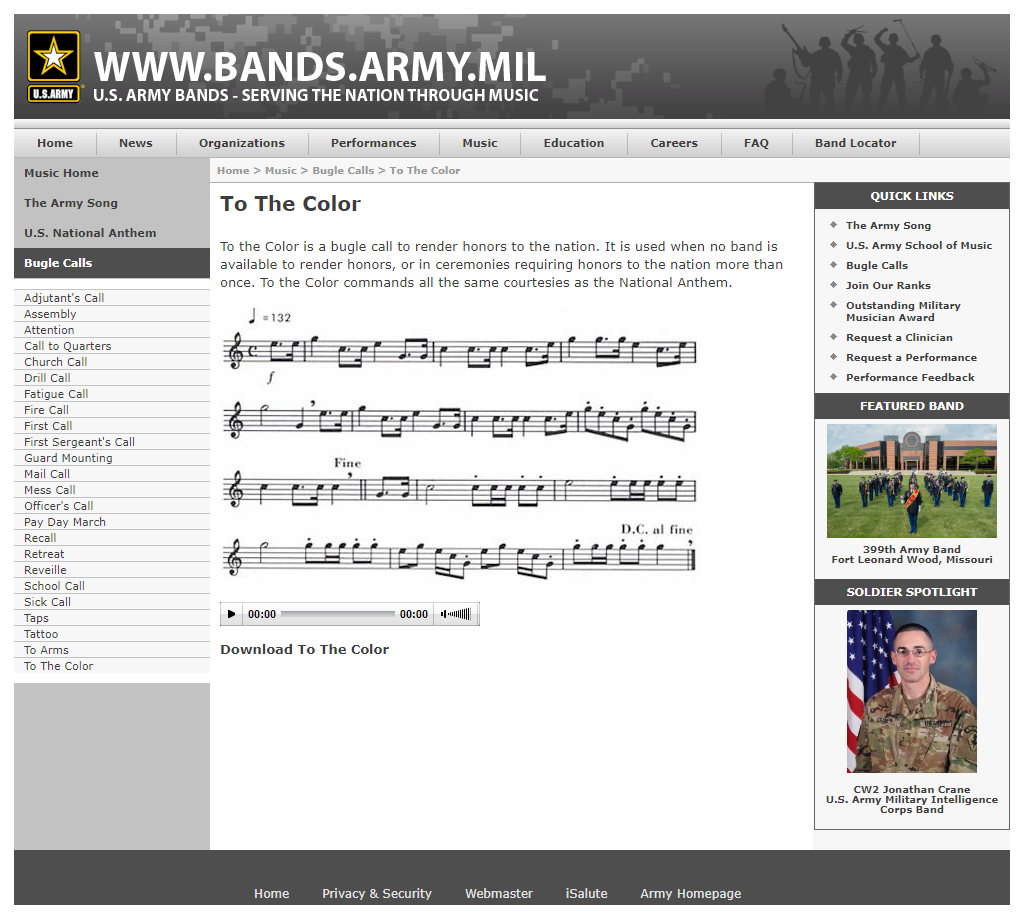 WWW.BANDS.ARMY.MIL
U.S. ARMY
U.S. ARMY BANDS - SERVING THE NATION THROUGH MUSIC
Home
News
Organizations
Performances
Music
Education
Careers
FAQ
Band Locator
Music Home
The Army Song
U.S. National Anthem
Bugle Calls
Adjutant's Call
Assembly
Attention
Call to Quarters
Church Call
Drill Call
Fatigue Call
Fire Call
First Call
First Sergeant's Call
Guard Mounting
Mail Call
Mess Call
Officer's Call
Pay Day March
Recall
Retreat
Reveille
School Call
Sick Call
Taps
Tattoo
To Arms
To The Color
Home > Music > Bugle Calls > To The Color
To The Color
To the Color is a bugle call to render honors to the nation. It is used when no band is
available to render honors, or in ceremonies requiring honors to the nation more than
once. To the Color commands all the same courtesies as the National Anthem.
♩ = 132
f
Fine
D.C. al fine
00:00
00:00
Download To The Color
QUICK LINKS
The Army Song
U.S. Army School of Music
Bugle Calls
Join Our Ranks
Outstanding Military
Musician Award
Request a Clinician
Request a Performance
Performance Feedback
FEATURED BAND
399th Army Band
Fort Leonard Wood, Missouri
SOLDIER SPOTLIGHT
CW2 Jonathan Crane
U.S. Army Military Intelligence
Corps Band
Home
Privacy & Security
Webmaster
iSalute
Army Homepage